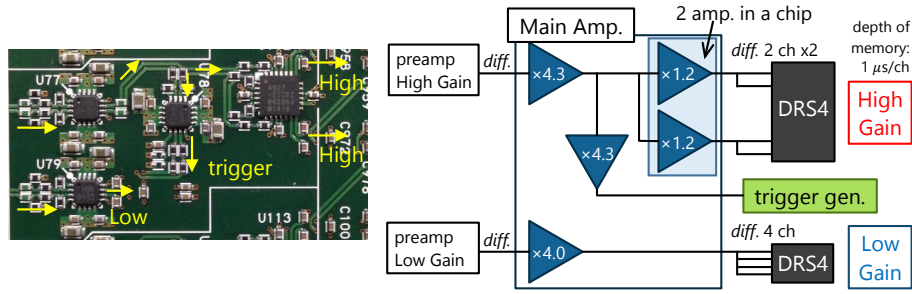 U77
U78
High
High
trigger
U79
Low
U113
C100
C478
Main Amp.
2 amp. in a chip
preamp
High Gain
diff.
×4.3
×1.2
×1.2
×4.3
diff. 2 ch x2
DRS4
depth of
memory:
1 μs/ch
High
Gain
trigger gen.
preamp
Low Gain
diff.
×4.0
diff. 4 ch
DRS4
Low
Gain